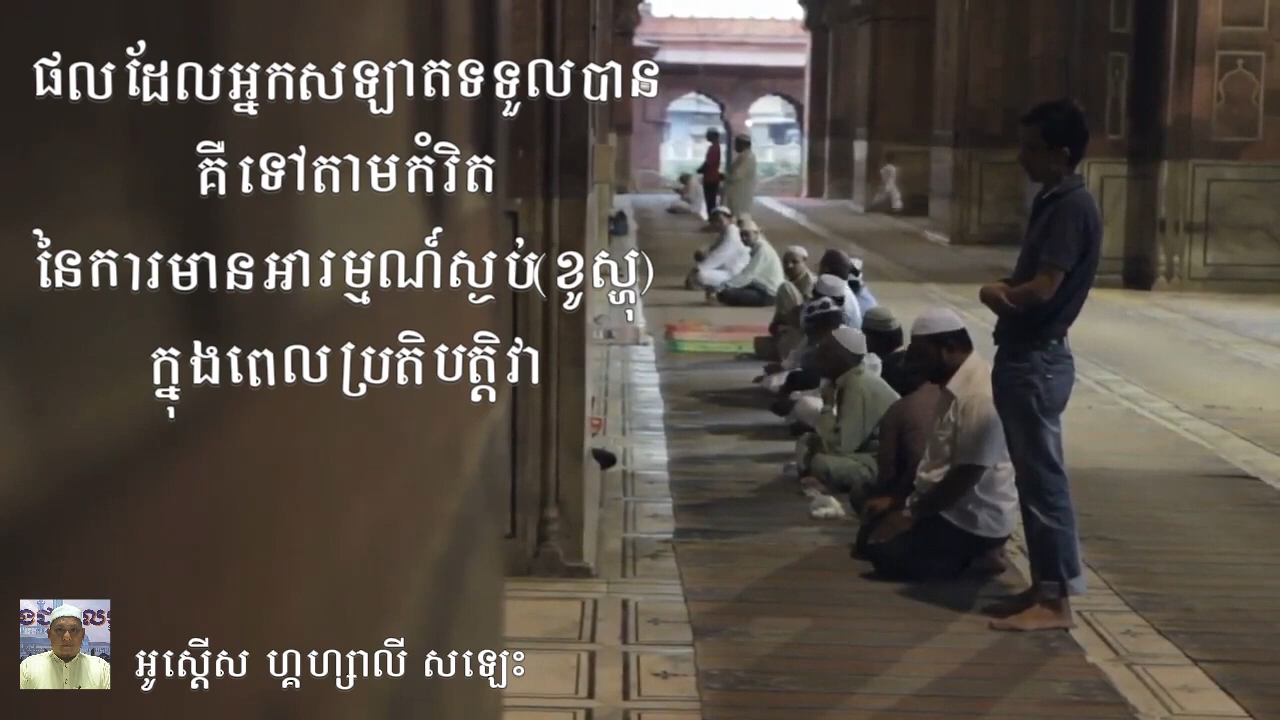 ផលដែលអ្នកសឡាតទទួលបាន
គឺទៅតាមកំរិត
នៃការមានអារម្មណ៍ស្ងប់(ខូស្ហុ)
ក្នុងពេលប្រតិបត្តិវា
អូស្តើស ហ្គហ្សាលី សឡេះ